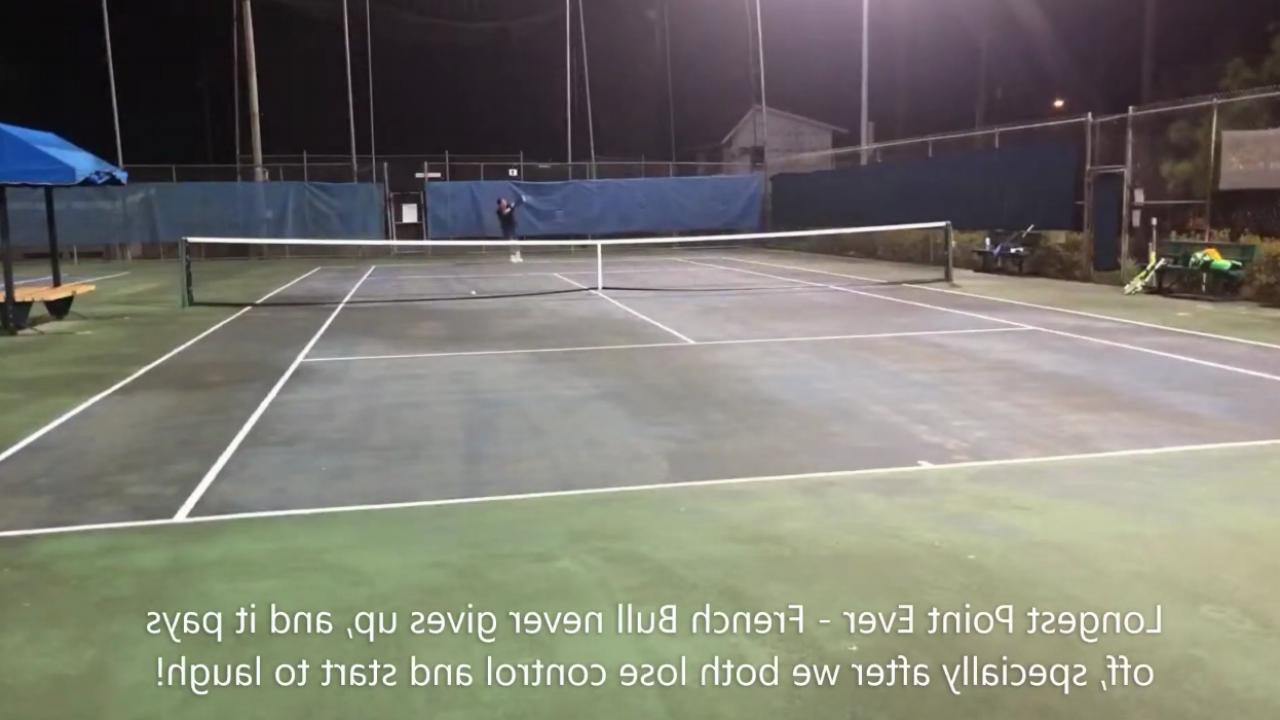 Longest Point Ever - French Bull never gives up, and it pays
off, specially after we both lose control and start to laugh!